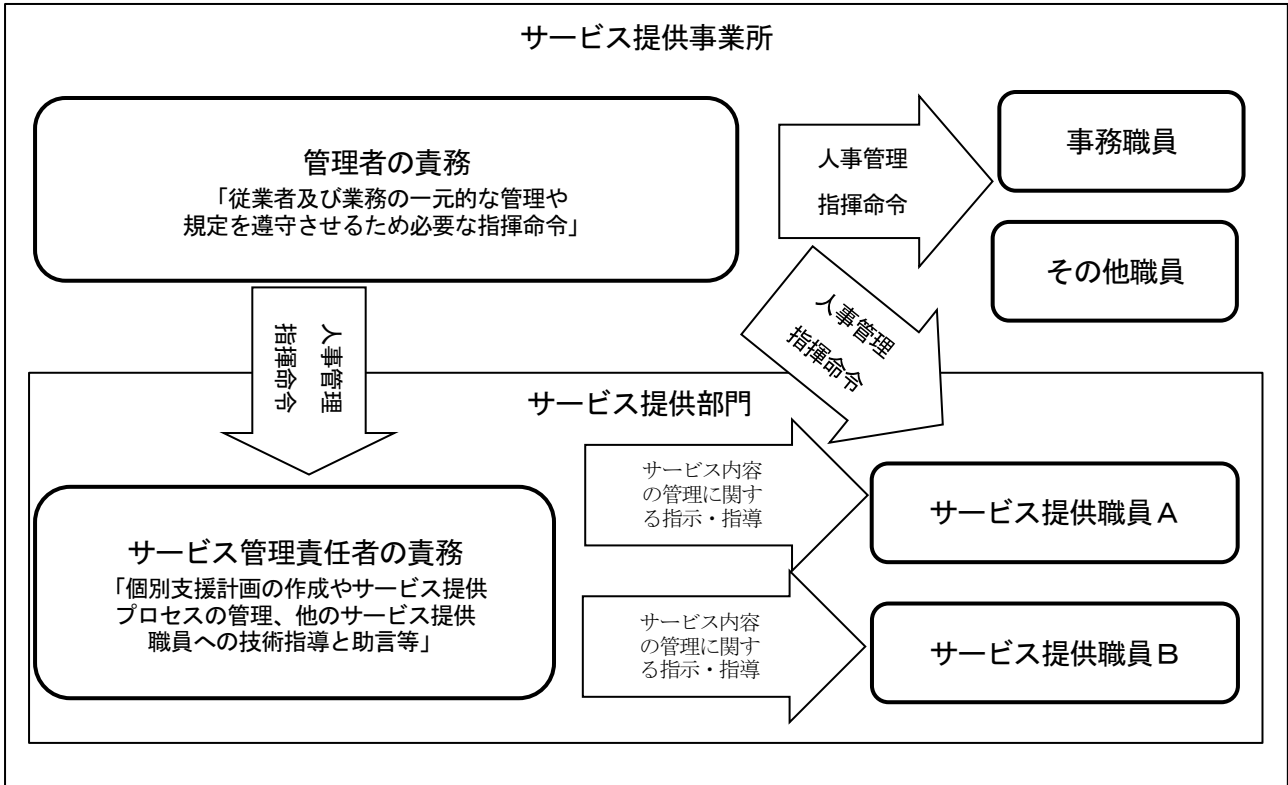 サービス提供事業所
管理者の責務
「従業者及び業務の一元的な管理や
規定を遵守させるため必要な指揮命令」
人事管理
指揮命令
事務職員
その他職員
人事管理
指揮命令
人事管理
指揮命令
サービス提供部門
サービス管理責任者の責務
「個別支援計画の作成やサービス提供
プロセスの管理、他のサービス提供
職員への技術指導と助言等」
サービス内容
の管理に関す
る指示・指導
サービス提供職員A
サービス内容
の管理に関す
る指示・指導
サービス提供職員B